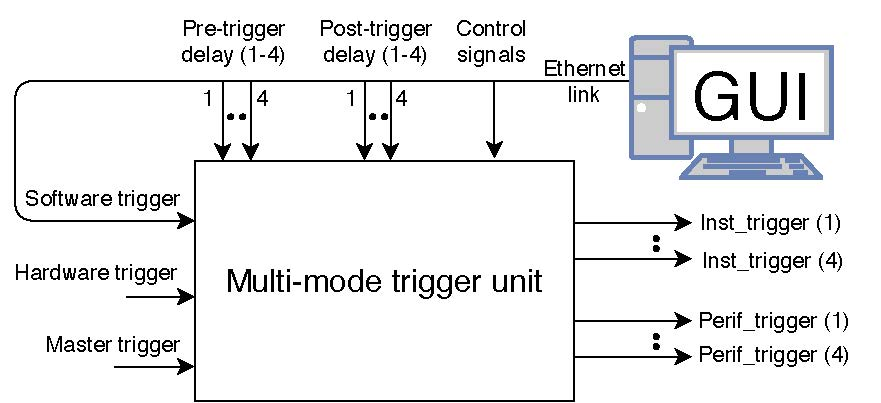 Pre-trigger
delay (1-4)
Post-trigger
delay (1-4)
Control
signals
Ethernet
link
GUI
1
4
1
4
Software trigger
Hardware trigger
Master trigger
Multi-mode trigger unit
Inst_trigger (1)
Inst_trigger (4)
Perif_trigger (1)
Perif_trigger (4)